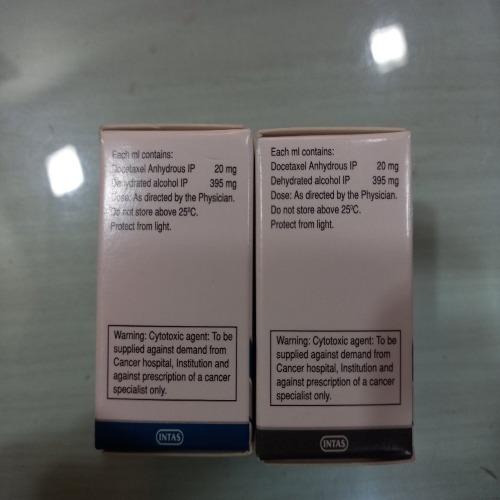 Each ml contains:
Docetaxel Anhydrous IP 20 mg
Dehydrated alcohol IP 395 mg
Dose: As directed by the Physician.
Do not store above 25⁰C.
Protect from light.
Warning: Cytotoxic agent: To be
supplied against demand from
Cancer hospital, Institution and
against prescription of a cancer
specialist only.
INTAS
Each ml contains:
Docetaxel Anhydrous IP 20 mg
Dehydrated alcohol IP 395 mg
Dose: As directed by the Physician.
Do not store above 25⁰C.
Protect from light.
Warning: Cytotoxic agent: To be
supplied against demand from
Cancer hospital, Institution and
against prescription of a cancer
specialist only.
INTAS